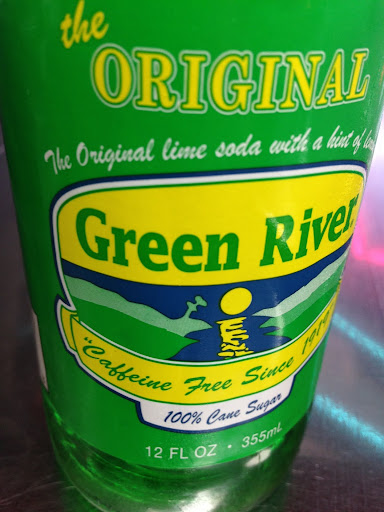 the
ORIGINAL
The Original lime soda with a hint of
Green River
"Caffeine Free Since 1919
100% Cane Sugar
12 FL OZ • 355mL